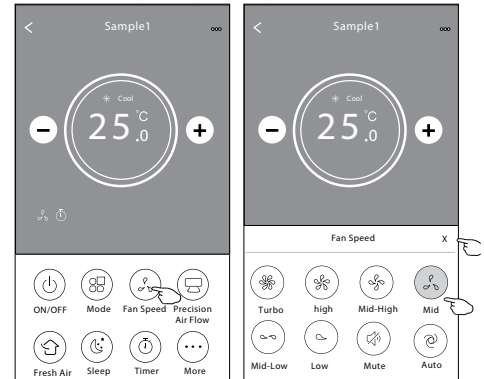 Sample1
Cool
25.0 °C
ON/OFF Mode Fan Speed Precision Air Flow
Fresh Air Sleep Timer More
Sample1
Cool
25.0 °C
Fan Speed X
Turbo high Mid-High Mid
Mid-Low Low Mute Auto